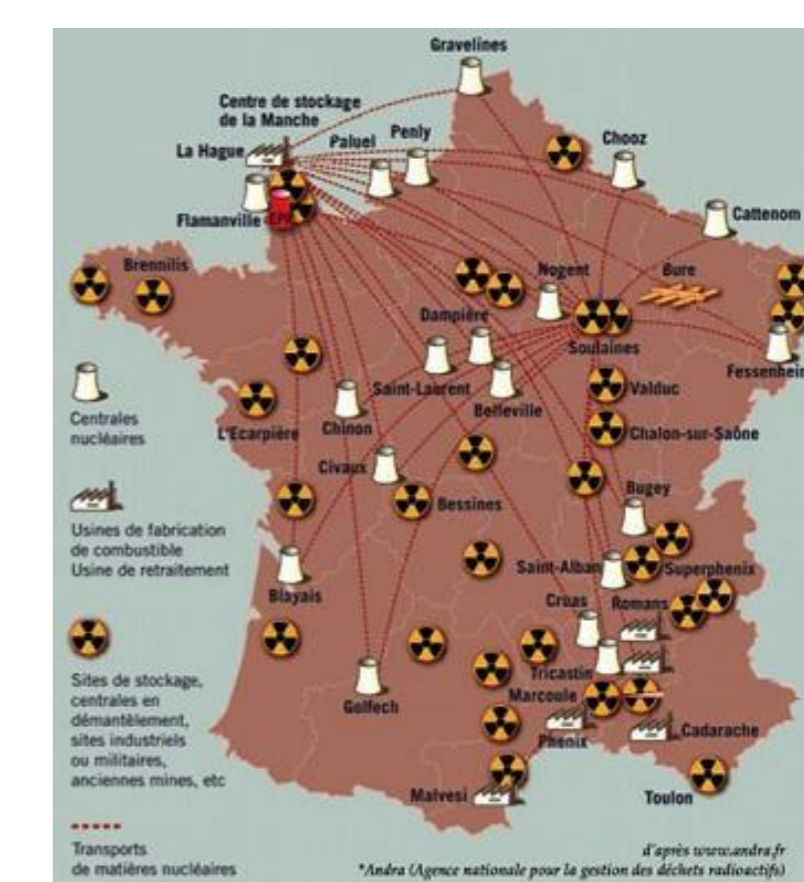 Gravelines
Centre de stockage
de la Manche
La Hague
Paluel
Penly
Chooz
Flamanville
EPR
Cattenom
Brennilis
Nogent
Bure
Dampière
Soulaines
Fessenheim
Saint-Laurent
Belleville
Valduc
L'Ecarpière
Chinon
Chalon-sur-Saône
Centrales
nucléaires
Civaux
Bessines
Bugey
Usines de fabrication
de combustible
Usine de retraitement
Saint-Alban
Superphenix
Blayais
Crüas
Romans
Sites de stockage,
centrales en
démantèlement,
sites industriels
ou militaires,
anciennes mines, etc
Golfech
Tricastin
Marcoule
Phenix
Cadarache
Malvesi
Toulon
Transports
de matières nucléaires
d'après www.andra.fr
*Andra (Agence nationale pour la gestion des déchets radioactifs)